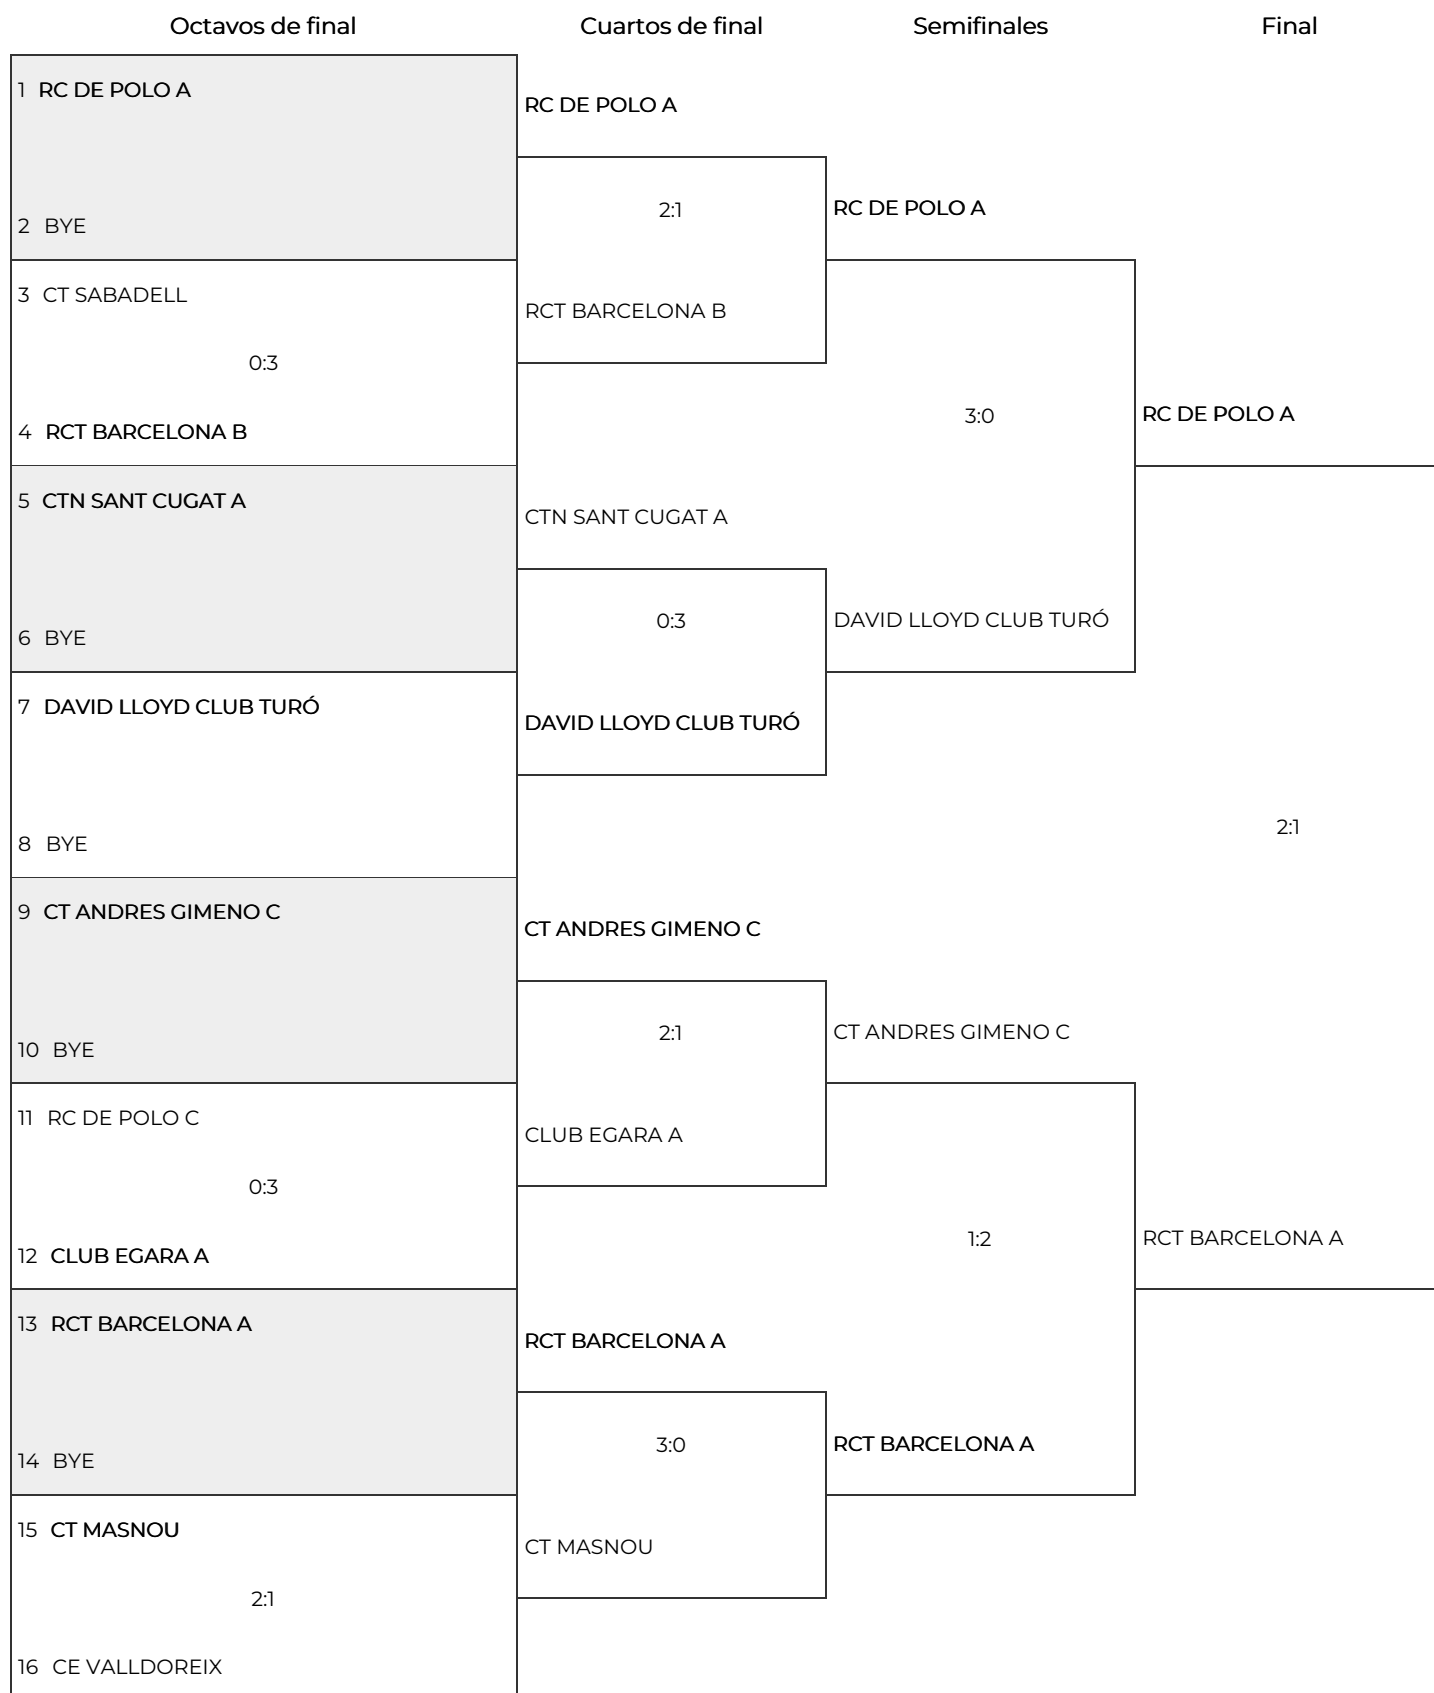 Octavos de final
Cuartos de final
Semifinales
Final
1 RC DE POLO A
2 BYE
3 CT SABADELL
0:3
4 RCT BARCELONA B
5 CTN SANT CUGAT A
6 BYE
7 DAVID LLOYD CLUB TURÓ
8 BYE
9 CT ANDRES GIMENO C
10 BYE
11 RC DE POLO C
0:3
12 CLUB EGARA A
13 RCT BARCELONA A
14 BYE
15 CT MASNOU
2:1
16 CE VALLDOREIX
RC DE POLO A
2:1
RCT BARCELONA B
CTN SANT CUGAT A
0:3
DAVID LLOYD CLUB TURÓ
CT ANDRES GIMENO C
2:1
CLUB EGARA A
RCT BARCELONA A
3:0
CT MASNOU
RC DE POLO A
3:0
DAVID LLOYD CLUB TURÓ
CT ANDRES GIMENO C
1:2
RCT BARCELONA A
RC DE POLO A
2:1
RCT BARCELONA A